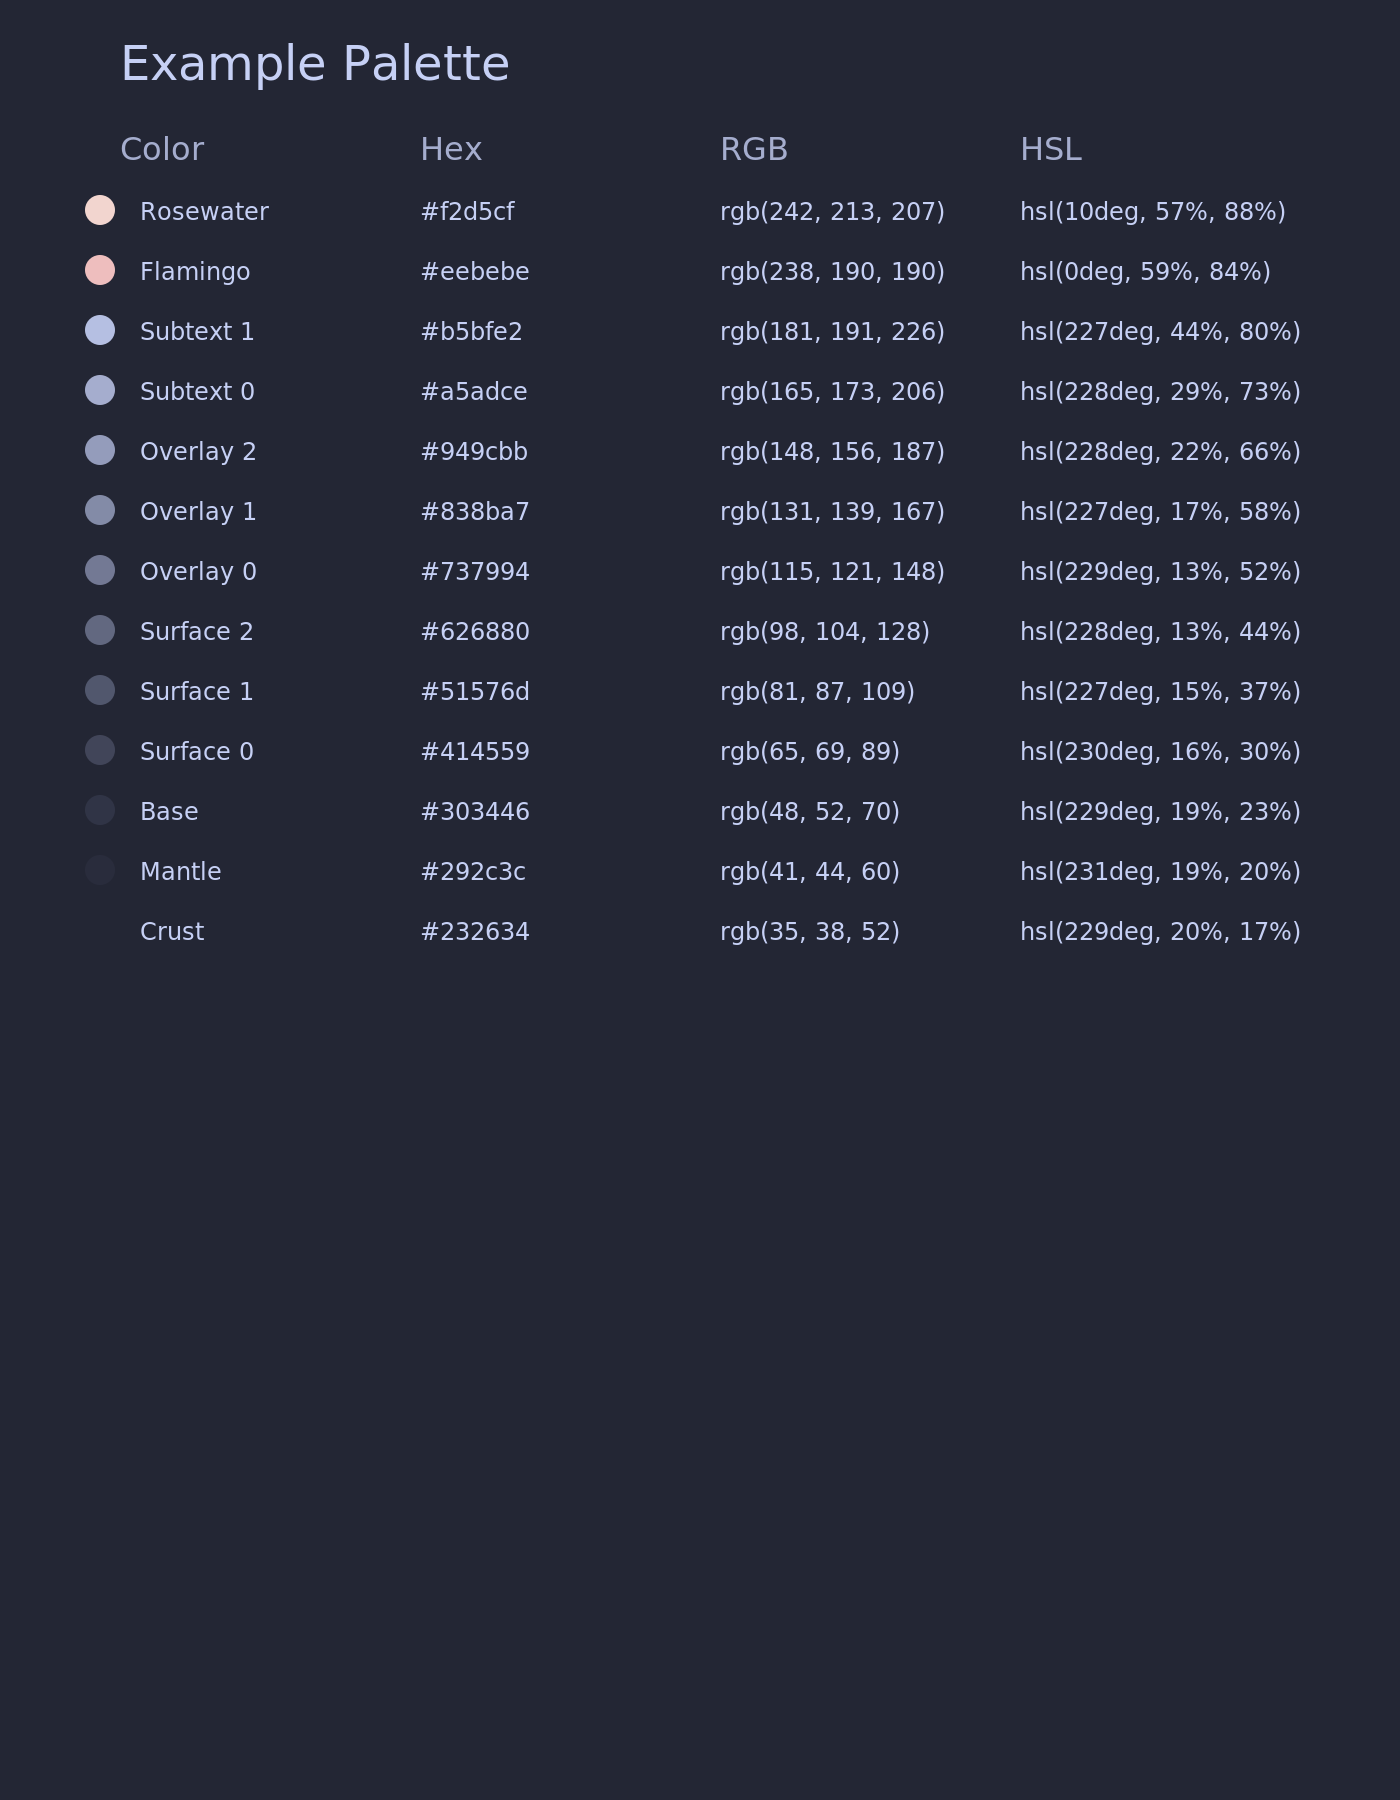 Example Palette
Color Hex RGB HSL
Rosewater #f2d5cf rgb(242, 213, 207) hsl(10deg, 57%, 88%)
Flamingo #eebebe rgb(238, 190, 190) hsl(0deg, 59%, 84%)
Subtext 1 #b5bfe2 rgb(181, 191, 226) hsl(227deg, 44%, 80%)
Subtext 0 #a5adce rgb(165, 173, 206) hsl(228deg, 29%, 73%)
Overlay 2 #949cbb rgb(148, 156, 187) hsl(228deg, 22%, 66%)
Overlay 1 #838ba7 rgb(131, 139, 167) hsl(227deg, 17%, 58%)
Overlay 0 #737994 rgb(115, 121, 148) hsl(229deg, 13%, 52%)
Surface 2 #626880 rgb(98, 104, 128) hsl(228deg, 13%, 44%)
Surface 1 #51576d rgb(81, 87, 109) hsl(227deg, 15%, 37%)
Surface 0 #414559 rgb(65, 69, 89) hsl(230deg, 16%, 30%)
Base #303446 rgb(48, 52, 70) hsl(229deg, 19%, 23%)
Mantle #292c3c rgb(41, 44, 60) hsl(231deg, 19%, 20%)
Crust #232634 rgb(35, 38, 52) hsl(229deg, 20%, 17%)